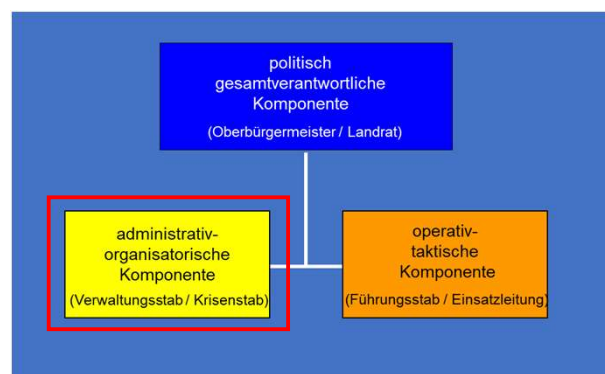 politisch
gesamtverantwortliche
Komponente
(Oberbürgermeister / Landrat)
administrativ-
organisatorische
Komponente
(Verwaltungsstab / Krisenstab)
operativ-
taktische
Komponente
(Führungsstab / Einsatzleitung)